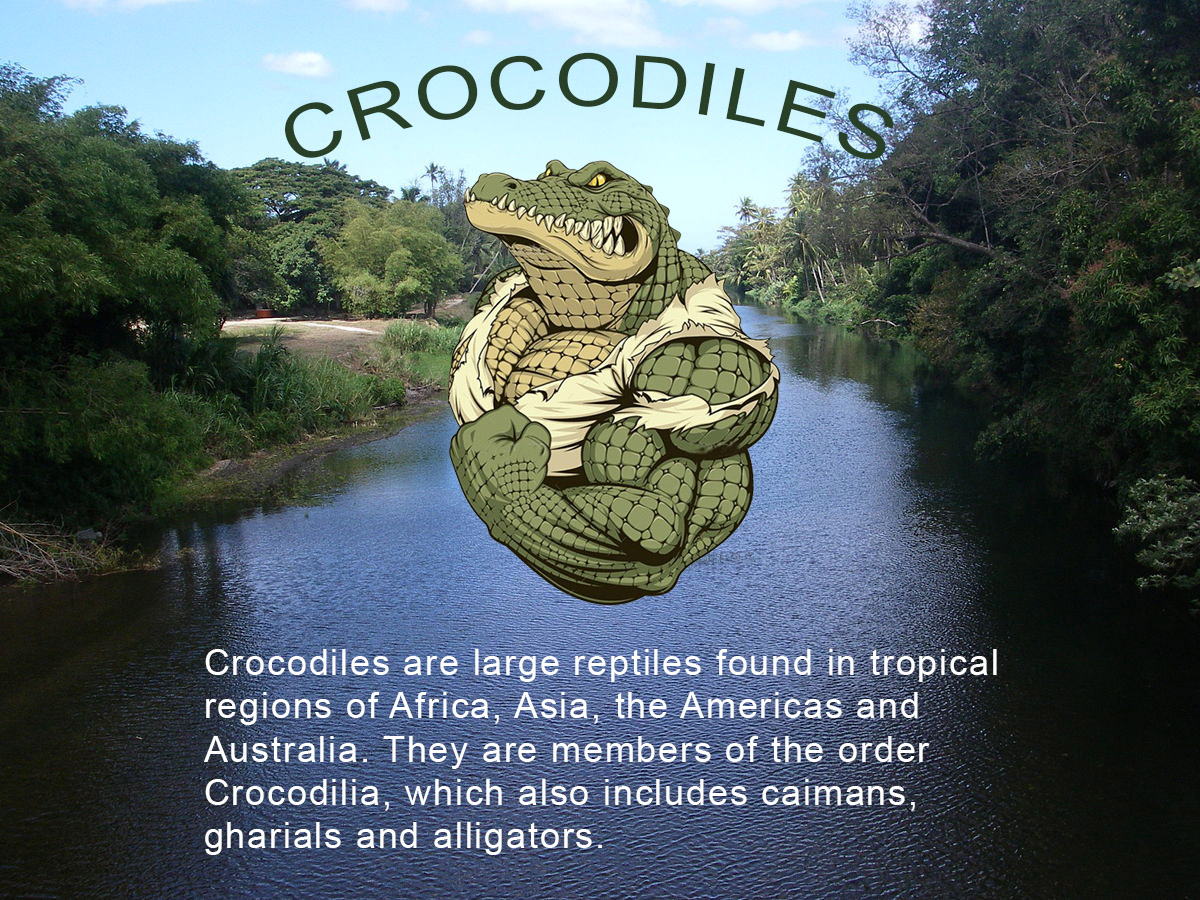 CROCODILES
Crocodiles are large reptiles found in tropical
regions of Africa, Asia, the Americas and
Australia. They are members of the order
Crocodilia, which also includes caimans,
gharials and alligators.